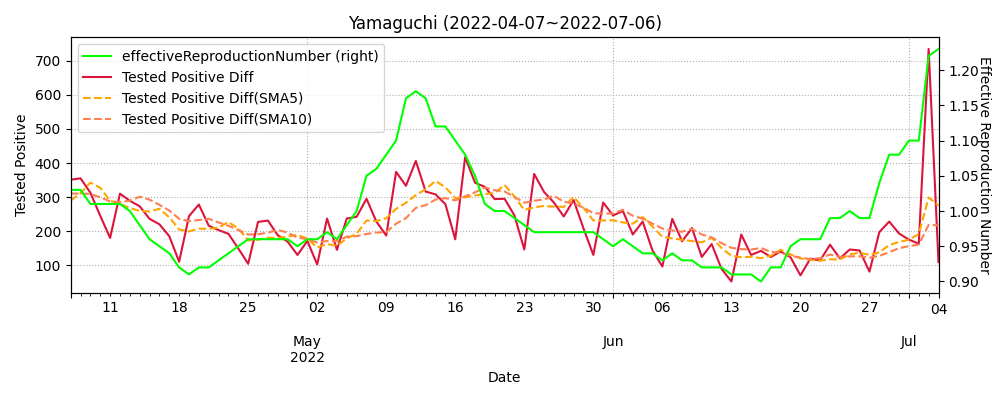 Yamaguchi (2022-04-07~2022-07-06)
effectiveReproductionNumber (right)
Tested Positive Diff
Tested Positive Diff(SMA5)
Tested Positive Diff(SMA10)
Tested Positive
700
600
500
400
300
200
100
1.20
1.15
1.10
1.05
1.00
0.95
0.90
Effective Reproduction Number
11 18 25 02 09 16 23 30 06 13 20 27 04
May Jun Jul
2022
Date